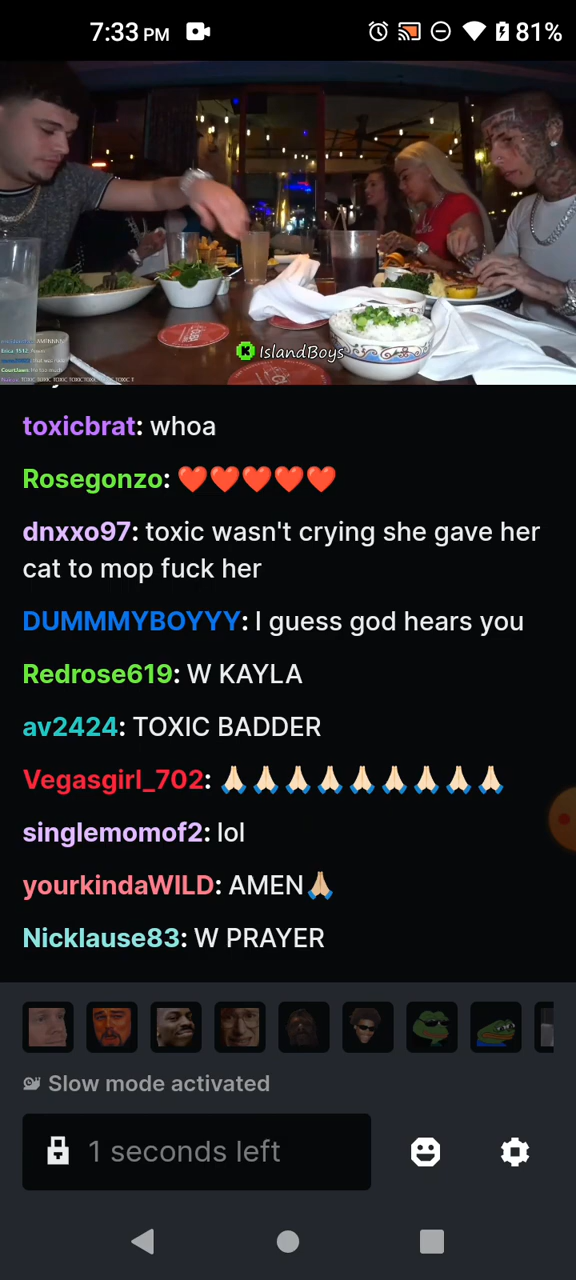 7:33 PM
81%
IslandBoys
toxicbrat: whoa
Rosegonzo: ❤️❤️❤️❤️❤️
dnxxo97: toxic wasn't crying she gave her
cat to mop fuck her
DUMMMYBOYYY: I guess god hears you
Redrose619: W KAYLA
av2424: TOXIC BADDER
Vegasgirl_702: 🙏🏻🙏🏻🙏🏻🙏🏻🙏🏻🙏🏻🙏🏻🙏🏻🙏🏻
singlemomof2: lol
yourkindaWILD: AMEN🙏🏼
Nicklause83: W PRAYER
Slow mode activated
1 seconds left